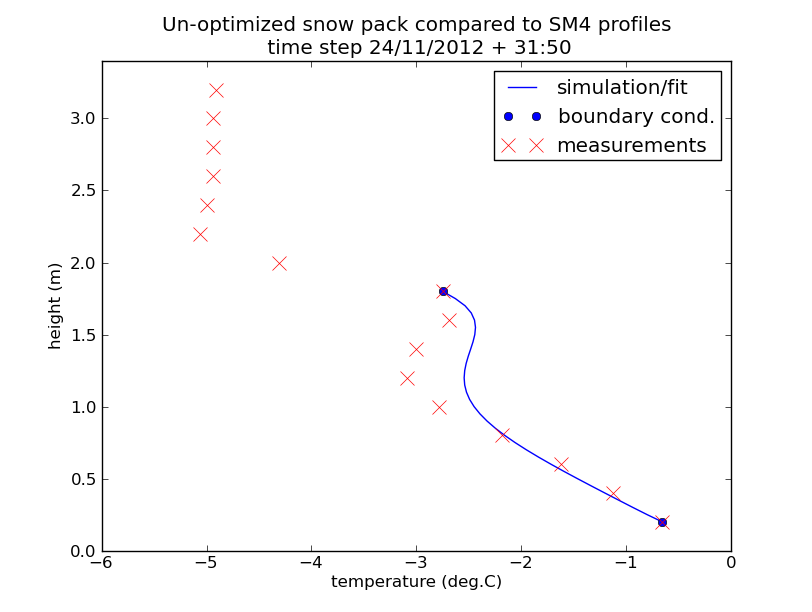 Un-optimized snow pack compared to SM4 profiles
time step 24/11/2012 + 31:50
simulation/fit
boundary cond.
measurements
3.0
2.5
2.0
1.5
1.0
0.5
0.0
height (m)
−6 −5 −4 −3 −2 −1 0
temperature (deg.C)